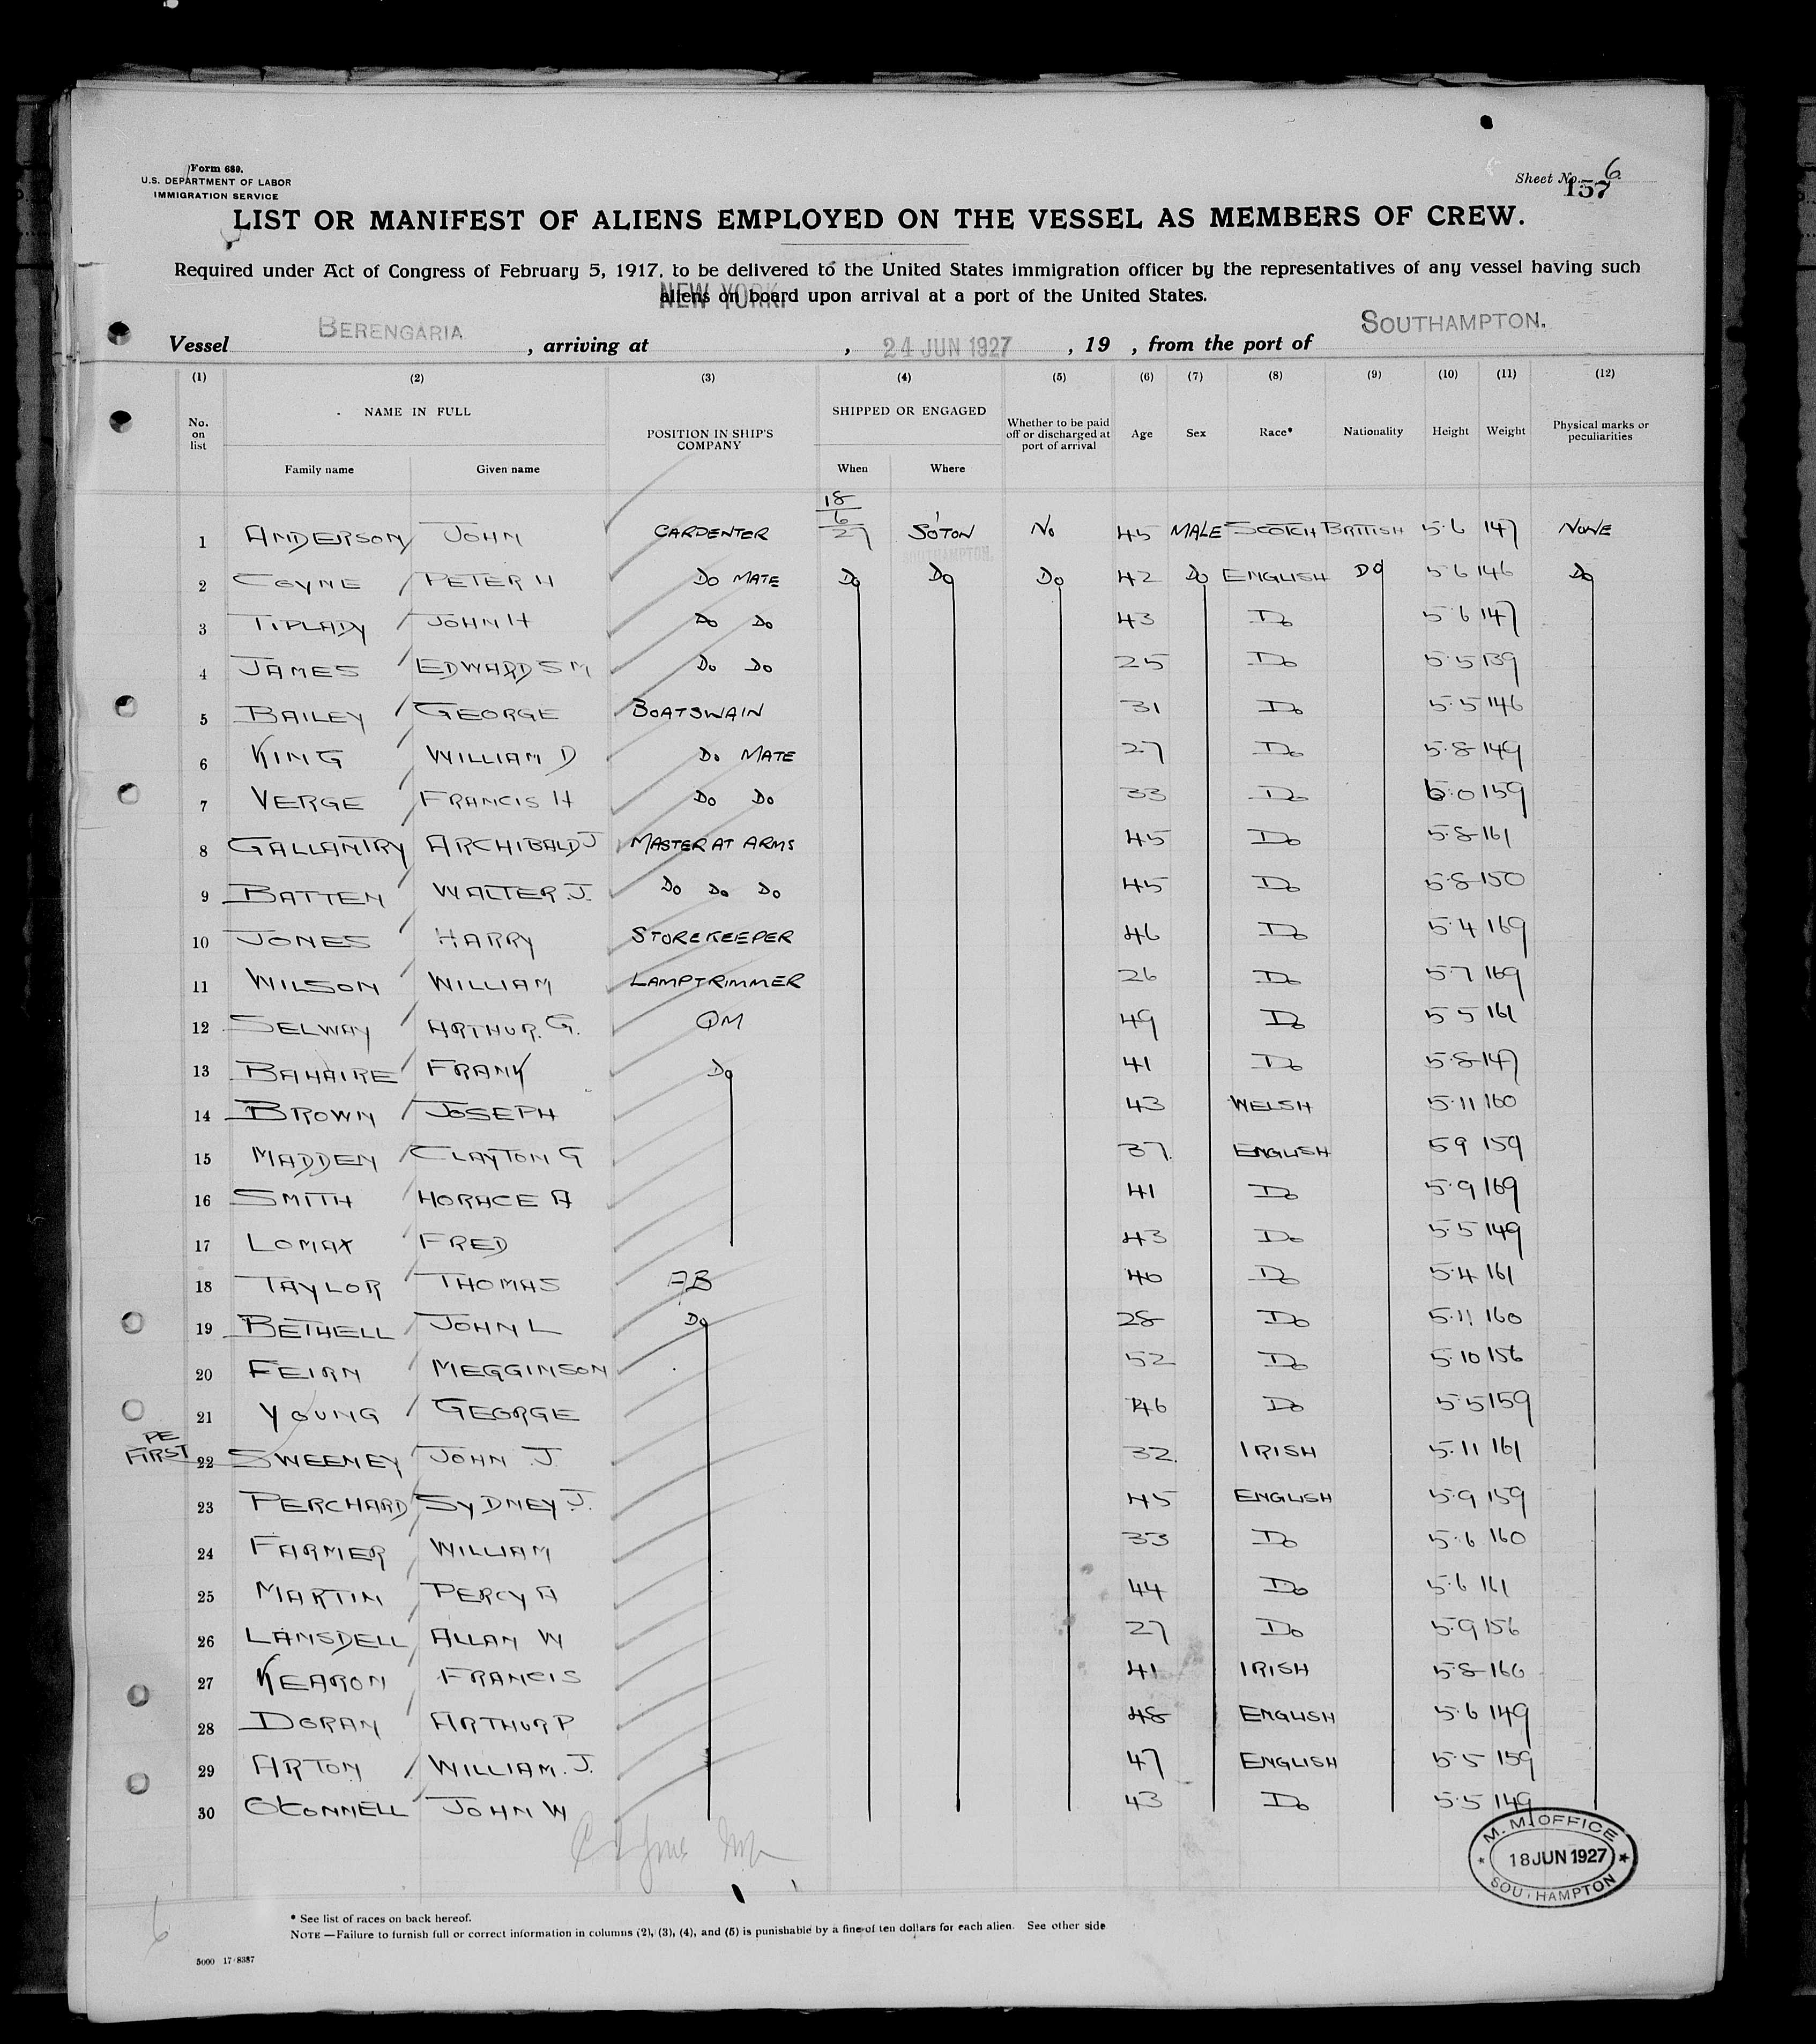 Form 689.
U.S. DEPARTMENT OF LABOR
IMMIGRATION SERVICE
Sheet No. 6
157
LIST OR MANIFEST OF ALIENS EMPLOYED ON THE VESSEL AS MEMBERS OF CREW.
Required under Act of Congress of February 5, 1917, to be delivered to the United States immigration officer by the representatives of any vessel having such
aliens on board upon arrival at a port of the United States.
NEW YORK.
Vessel BERENGARIA, arriving at , 24 JUN 1927, 19 , from the port of SOUTHAMPTON.
(1) (2) (3) (4) (5) (6) (7) (8) (9) (10) (11) (12)
No. on list NAME IN FULL POSITION IN SHIP'S COMPANY SHIPPED OR ENGAGED Whether to be paid off or discharged at port of arrival Age Sex Race* Nationality Height Weight Physical marks or peculiarities
Family name Given name When Where
1 ANDERSON JOHN CARPENTER 18/6/27 SO'TON No 45 MALE SCOTCH BRITISH 5.6 147 NONE
SOUTHAMPTON.
2 COYNE PETER H Do MATE Do Do Do 42 Do ENGLISH Do 5 6 146 Do
3 TIPLADY JOHN H Do Do 43 Do 5 6 147
4 JAMES EDWARD S M Do Do 25 Do 5.5 139
5 BAILEY GEORGE BOATSWAIN 31 Do 5.5 146
6 KING WILLIAM D Do MATE 27 Do 5.8 149
7 VERGE FRANCIS H Do Do 33 Do 6.0 159
8 GALLANTRY ARCHIBALD J MASTER AT ARMS 45 Do 5.8 161
9 BATTEN WALTER J. Do Do Do 45 Do 5.8 150
10 JONES HARRY STOREKEEPER 46 Do 5.4 169
11 WILSON WILLIAM LAMPTRIMMER 26 Do 5.7 169
12 SELWAY ARTHUR. G. QM 49 Do 5 5 161
13 BAHAIRE FRANK Do 41 Do 5.8 147
14 BROWN JOSEPH 43 WELSH 5.11 160
15 MADDEN CLAYTON G 37. ENGLISH 5 9 159
16 SMITH HORACE A 41 Do 5.9 169
17 LOMAX FRED 43 Do 5.5 149
18 TAYLOR THOMAS AB 40 Do 5.4 161
19 BETHELL JOHN L Do 28 Do 5.11 160
20 FEIRN MEGGINSON 52 Do 5.10 156
21 YOUNG GEORGE 46 Do 5.5 159
PE
FIRST
22 SWEENEY JOHN J. 32. IRISH 5.11 161
23 PERCHARD SYDNEY J. 45 ENGLISH 5.9 159
24 FARMER WILLIAM 33 Do 5.6 160
25 MARTIN PERCY A 44 Do 5.6 161
26 LANSDELL ALLAN W 27 Do 5.9 156
27 KEARON FRANCIS 41 IRISH 5.8 160
28 DORAN ARTHUR P 48 ENGLISH 5.6 149
29 ARTON WILLIAM. J. 47 ENGLISH 5.5 159
30 O'CONNELL JOHN W 43 Do 5.5 149
M. M. OFFICE
18 JUN 1927
SOUTHAMPTON
6
* See list of races on back hereof.
NOTE —Failure to furnish full or correct information in columns (2), (3), (4), and (5) is punishable by a fine of ten dollars for each alien. See other side
5000 17/8387